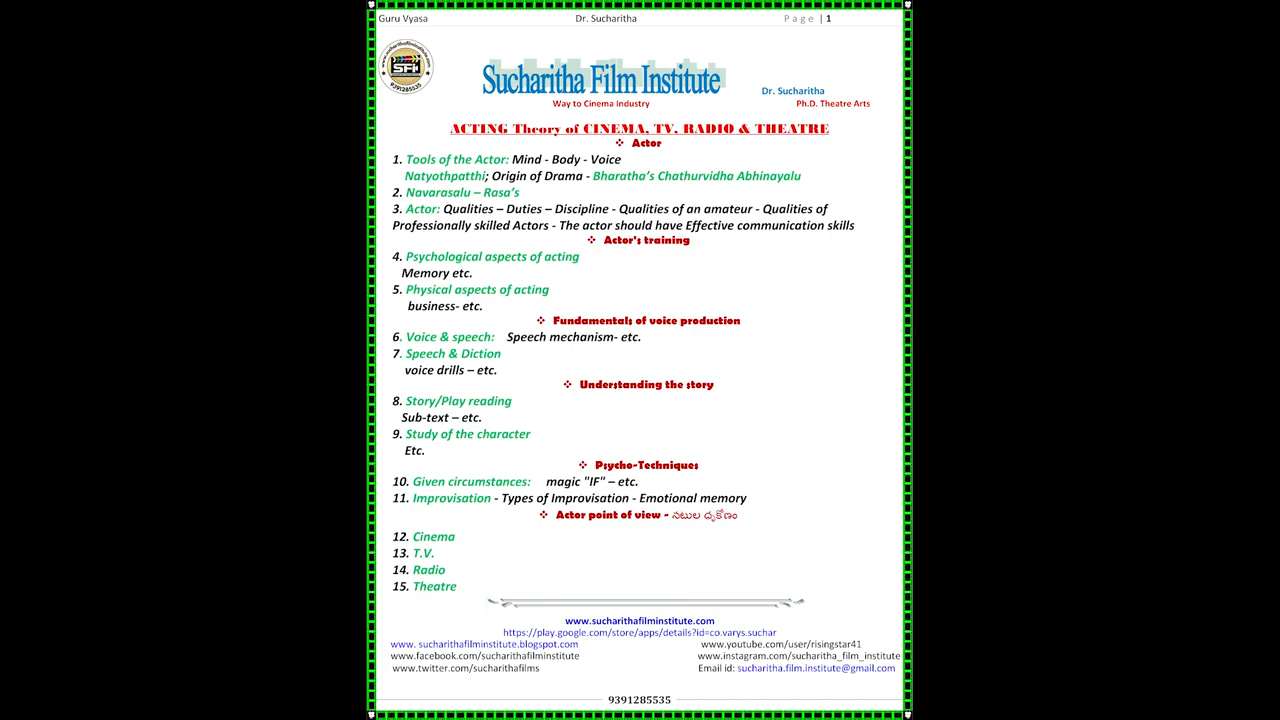 Guru Vyasa Dr. Sucharitha Page | 1
www.sucharithafilminstitute.com
SFI
9391285535
Sucharitha Film Institute
Dr. Sucharitha
Way to Cinema Industry Ph.D. Theatre Arts
ACTING Theory of CINEMA, TV, RADIO & THEATRE
❖ Actor
1. Tools of the Actor: Mind - Body - Voice
Natyothpatthi; Origin of Drama - Bharatha's Chathurvidha Abhinayalu
2. Navarasalu – Rasa's
3. Actor: Qualities – Duties – Discipline - Qualities of an amateur - Qualities of
Professionally skilled Actors - The actor should have Effective communication skills
❖ Actor's training
4. Psychological aspects of acting
Memory etc.
5. Physical aspects of acting
business- etc.
❖ Fundamentals of voice production
6. Voice & speech: Speech mechanism- etc.
7. Speech & Diction
voice drills – etc.
❖ Understanding the story
8. Story/Play reading
Sub-text – etc.
9. Study of the character
Etc.
❖ Psycho-Techniques
10. Given circumstances: magic "IF" – etc.
11. Improvisation - Types of Improvisation - Emotional memory
❖ Actor point of view - నటుల దృకోణం
12. Cinema
13. T.V.
14. Radio
15. Theatre
www.sucharithafilminstitute.com
https://play.google.com/store/apps/details?id=co.varys.suchar
www. sucharithafilminstitute.blogspot.com www.youtube.com/user/risingstar41
www.facebook.com/sucharithafilminstitute www.instagram.com/sucharitha_film_institute
www.twitter.com/sucharithafilms Email id: sucharitha.film.institute@gmail.com
9391285535